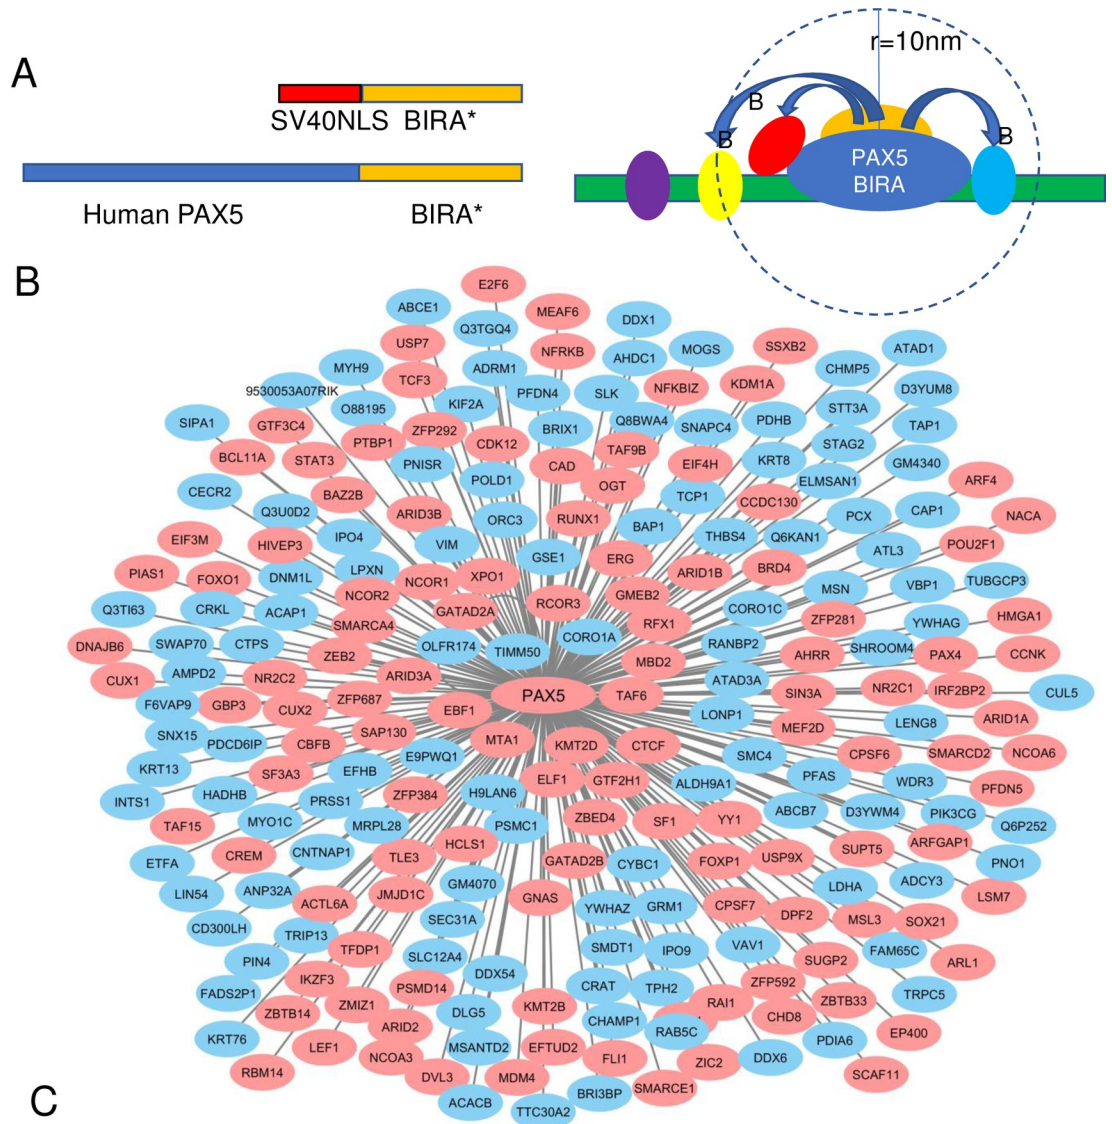 A
r=10nm
B
B
B
SV40NLS BIRA*
PAX5
BIRA
Human PAX5
BIRA*
B
E2F6
ABCE1
MEAF6
DDX1
Q3TGQ4
USP7
SSXB2
ATAD1
MOGS
NFRKB
AHDC1
MYH9
ADRM1
CHMP5
TCF3
KDM1A
NFKBIZ
D3YUM8
9530053A07RIK
PFDN4
SLK
KIF2A
O88195
STT3A
SIPA1
Q8BWA4
PDHB
TAP1
GTF3C4
ZFP292
SNAPC4
BRIX1
PTBP1
CDK12
STAG2
TAF9B
BCL11A
STAT3
PNISR
CAD
EIF4H
KRT8
GM4340
POLD1
ELMSAN1
ARF4
CECR2
BAZ2B
OGT
TCP1
CCDC130
Q3U0D2
ARID3B
ORC3
RUNX1
CAP1
PCX
NACA
BAP1
EIF3M
IPO4
THBS4
Q6KAN1
HIVEP3
VIM
POU2F1
ATL3
GSE1
ERG
PIAS1
FOXO1
DNM1L
LPXN
NCOR1
XPO1
ARID1B
BRD4
TUBGCP3
VBP1
MSN
NCOR2
RCOR3
GMEB2
Q3TI63
CRKL
ACAP1
GATAD2A
CORO1C
HMGA1
ZFP281
YWHAG
SMARCA4
RFX1
CORO1A
DNAJB6
SWAP70
CTPS
OLFR174
TIMM50
RANBP2
SHROOM4
PAX4
CCNK
ZEB2
AHRR
MBD2
AMPD2
CUX1
NR2C2
ARID3A
ATAD3A
NR2C1
IRF2BP2
CUL5
SIN3A
PAX5
TAF6
F6VAP9
GBP3
CUX2
ZFP687
EBF1
LONP1
ARID1A
LENG8
MEF2D
SNX15
PDCD6IP
CBFB
SAP130
MTA1
KMT2D
CTCF
E9PWQ1
SMC4
CPSF6
SMARCD2
NCOA6
KRT13
SF3A3
EFHB
PFAS
WDR3
ELF1
GTF2H1
ALDH9A1
PFDN5
HADHB
ZFP384
H9LAN6
INTS1
PRSS1
ABCB7
D3YWM4
PIK3CG
TAF15
MYO1C
MRPL28
PSMC1
ZBED4
SF1
YY1
Q6P252
HCLS1
ARFGAP1
SUPT5
CREM
CNTNAP1
TLE3
ETFA
GATAD2B
CYBC1
FOXP1
USP9X
PNO1
ADCY3
LIN54
ANP32A
JMJD1C
GM4070
LDHA
LSM7
ACTL6A
GNAS
YWHAZ
GRM1
CPSF7
DPF2
MSL3
SOX21
CD300LH
SEC31A
TRIP13
TFDP1
SMDT1
IPO9
VAV1
FAM65C
PIN4
SLC12A4
SUGP2
ARL1
IKZF3
DDX54
ZFP592
FADS2P1
PSMD14
CRAT
TPH2
TRPC5
ZBTB14
ZMIZ1
KMT2B
RAI1
ZBTB33
DLG5
CHAMP1
CHD8
KRT76
ARID2
RAB5C
EP400
LEF1
MSANTD2
EFTUD2
PDIA6
NCOA3
FLI1
ZIC2
DDX6
RBM14
DVL3
MDM4
SMARCE1
SCAF11
BRI3BP
ACACB
TTC30A2
C